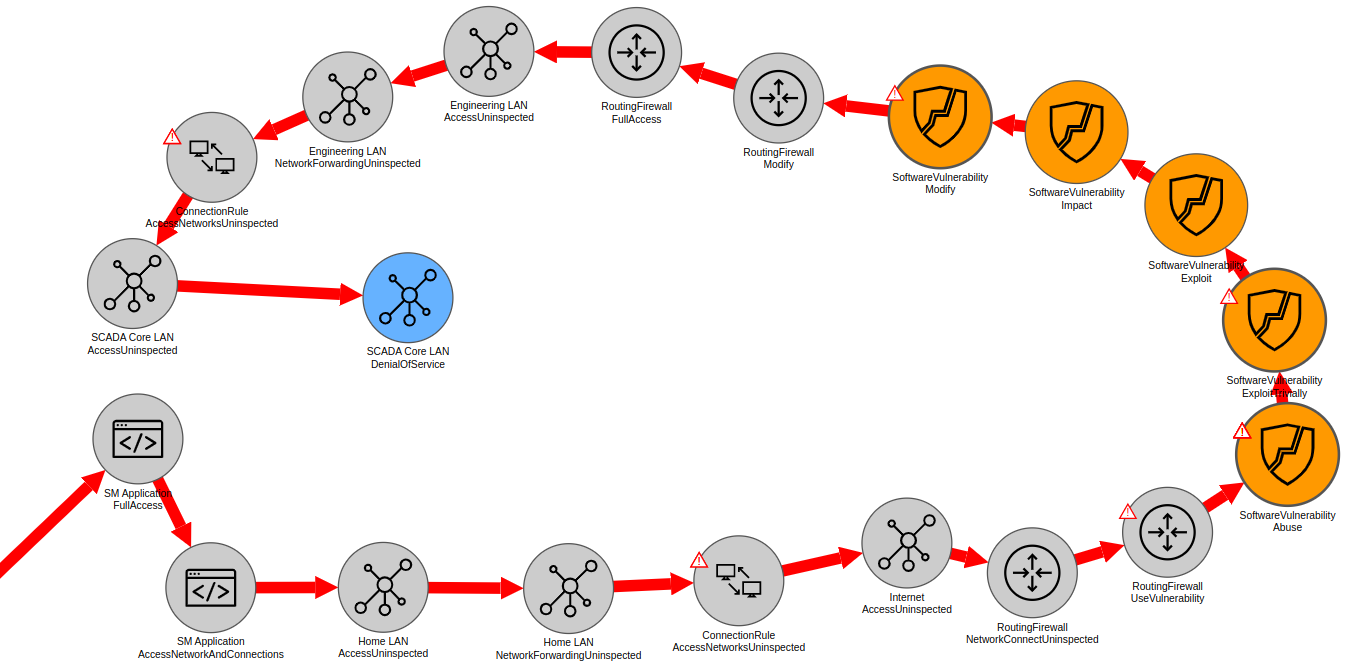 Engineering LAN
AccessUninspected
RoutingFirewall
FullAccess
Engineering LAN
NetworkForwardingUninspected
RoutingFirewall
Modify
SoftwareVulnerability
Modify
SoftwareVulnerability
Impact
ConnectionRule
AccessNetworksUninspected
SoftwareVulnerability
Exploit
SCADA Core LAN
AccessUninspected
SCADA Core LAN
DenialOfService
SoftwareVulnerability
ExploitTrivially
SM Application
FullAccess
SoftwareVulnerability
Abuse
RoutingFirewall
UseVulnerability
Internet
AccessUninspected
RoutingFirewall
NetworkConnectUninspected
ConnectionRule
AccessNetworksUninspected
SM Application
AccessNetworkAndConnections
Home LAN
AccessUninspected
Home LAN
NetworkForwardingUninspected